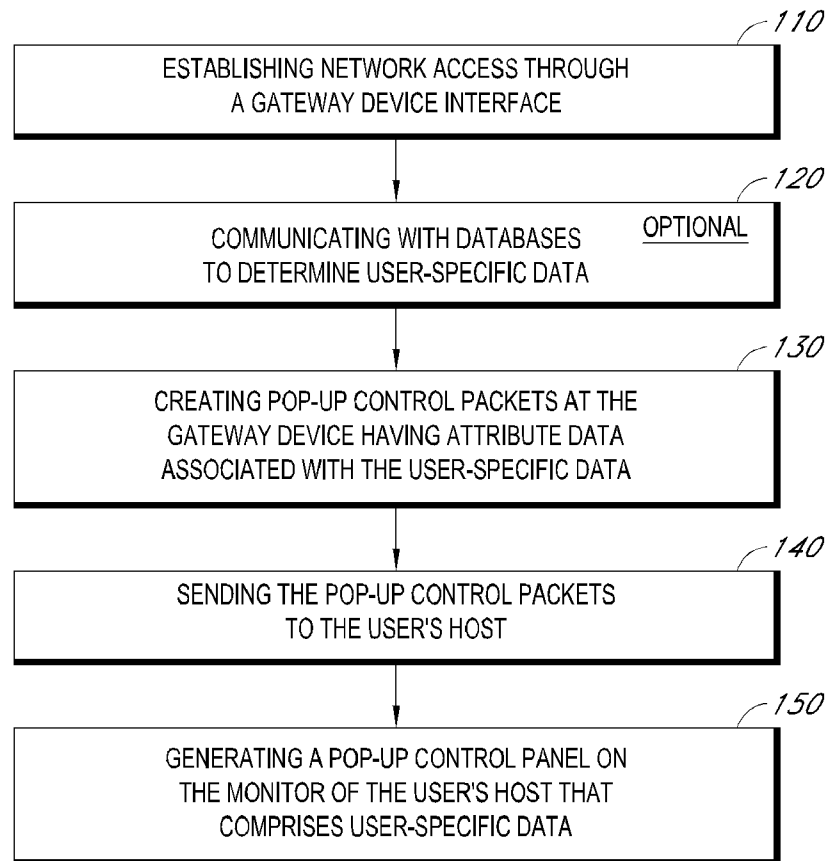 110
ESTABLISHING NETWORK ACCESS THROUGH
A GATEWAY DEVICE INTERFACE
120
OPTIONAL
COMMUNICATING WITH DATABASES
TO DETERMINE USER-SPECIFIC DATA
130
CREATING POP-UP CONTROL PACKETS AT THE
GATEWAY DEVICE HAVING ATTRIBUTE DATA
ASSOCIATED WITH THE USER-SPECIFIC DATA
140
SENDING THE POP-UP CONTROL PACKETS
TO THE USER'S HOST
150
GENERATING A POP-UP CONTROL PANEL ON
THE MONITOR OF THE USER'S HOST THAT
COMPRISES USER-SPECIFIC DATA